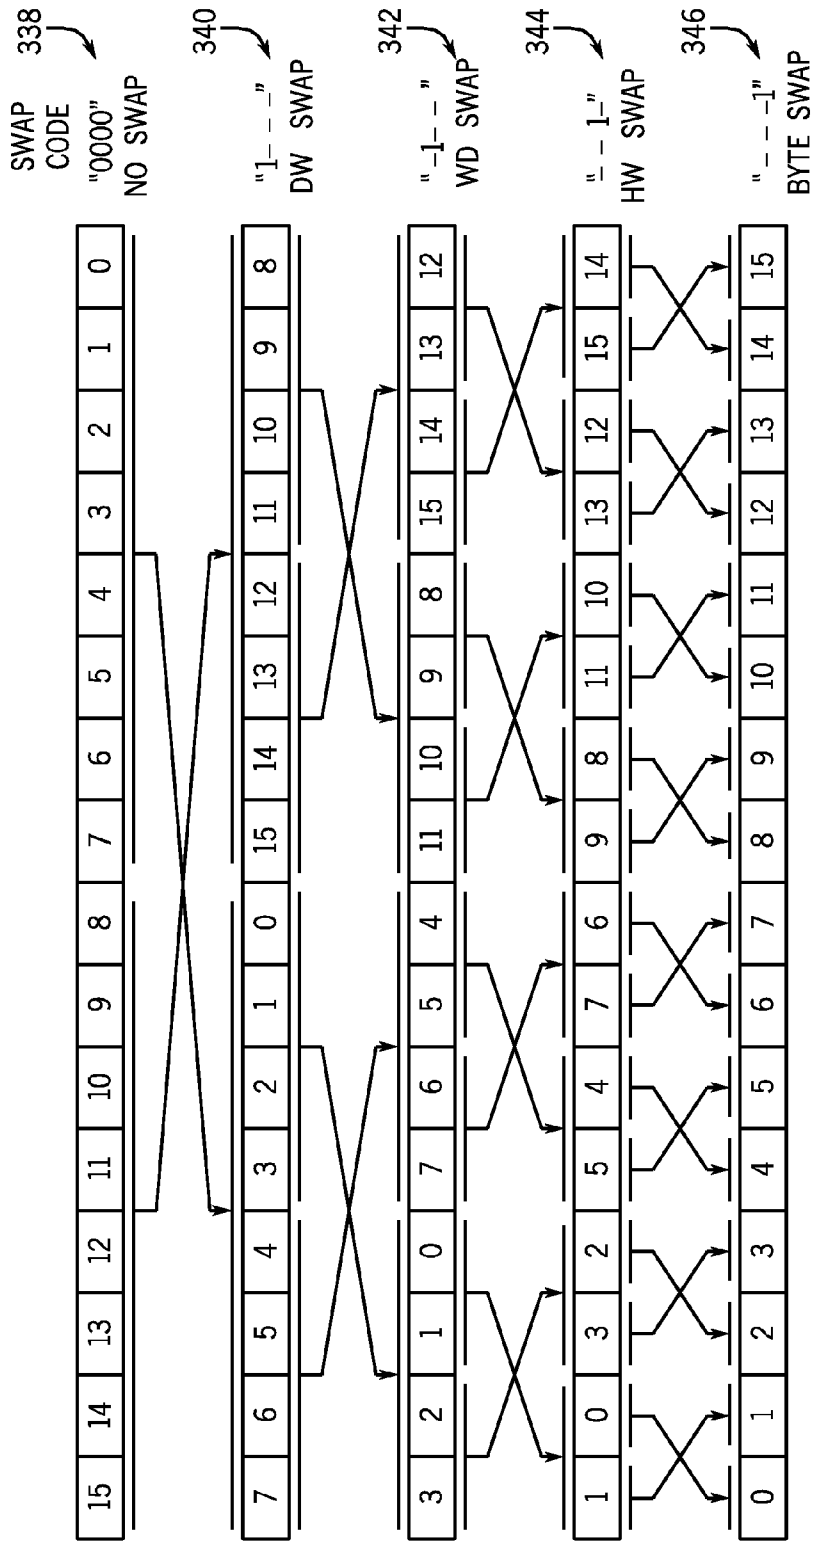 SWAP 338
CODE
15 14 13 12 11 10 9 8 7 6 5 4 3 2 1 0 “0000”
NO SWAP
340
7 6 5 4 3 2 1 0 15 14 13 12 11 10 9 8 “1- - -”
DW SWAP
342
3 2 1 0 7 6 5 4 11 10 9 8 15 14 13 12 “-1- -”
WD SWAP
344
1 0 3 2 5 4 7 6 9 8 11 10 13 12 15 14 “- - 1-”
HW SWAP
346
0 1 2 3 4 5 6 7 8 9 10 11 12 13 14 15 “- - -1”
BYTE SWAP